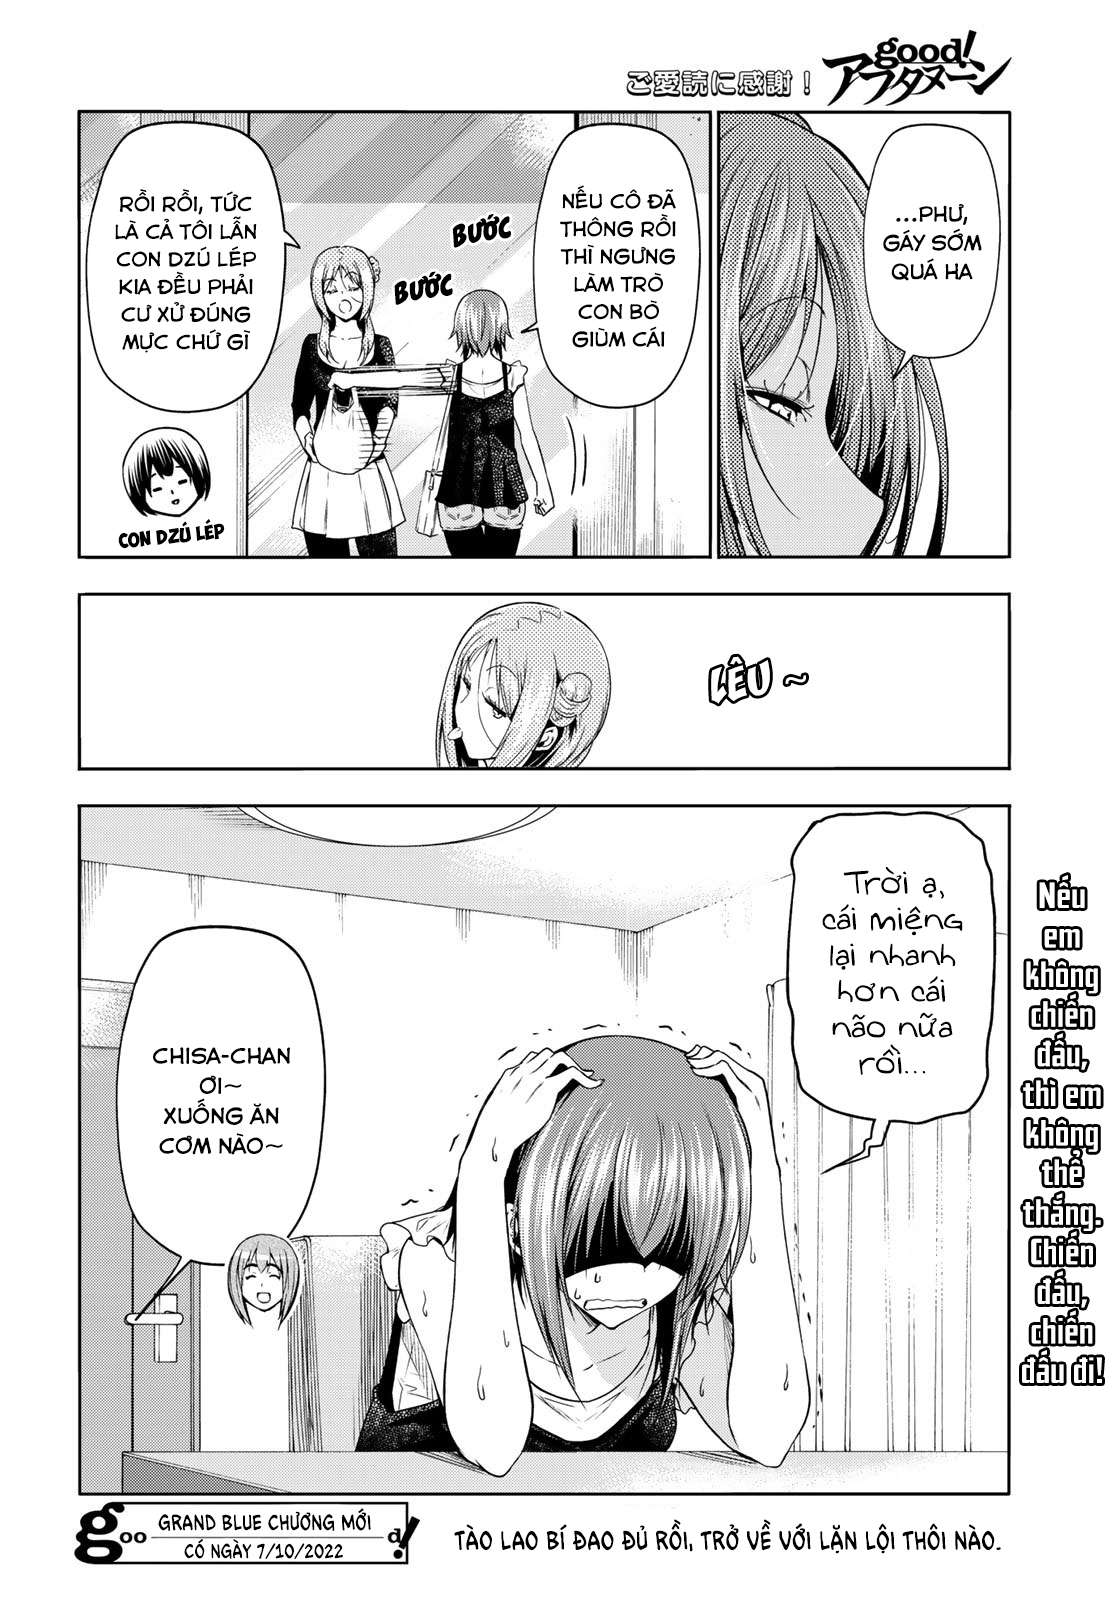 ご愛読に感謝！
good!
アフタヌーン
...PHƯ,
GÁY SỚM
QUÁ HA
NẾU CÔ ĐÃ
THÔNG RỒI
THÌ NGƯNG
LÀM TRÒ
CON BÒ
GIÙM CÁI
BƯỚC
BƯỚC
RỒI RỒI, TỨC
LÀ CẢ TÔI LẪN
CON DZÚ LÉP
KIA ĐỀU PHẢI
CƯ XỬ ĐÚNG
MỰC CHỨ GÌ
CON DZÚ LÉP
LÊU ~
Trời ạ,
cái miệng
lại nhanh
hơn cái
não nữa
rồi...
CHISA-CHAN
ƠI~
XUỐNG ĂN
CƠM NÀO~
Nếu
em
không
chiến
đấu,
thì em
không
thể
thắng.
Chiến
đấu,
chiến
đấu đi!
good!
GRAND BLUE CHƯƠNG MỚI
CÓ NGÀY 7/10/2022
TÀO LAO BÍ ĐAO ĐỦ RỒI, TRỞ VỀ VỚI LẶN LỘI THÔI NÀO.